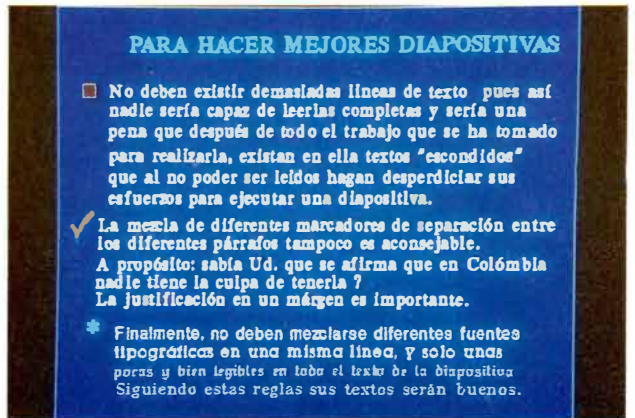 PARA HACER MEJORES DIAPOSITIVAS
No deben existir demasiadas líneas de texto pues así
nadie sería capaz de leerlas completas y sería una
pena que después de todo el trabajo que se ha tomado
para realizarla, existan en ella textos "escondidos"
que al no poder ser leídos hagan desperdiciar sus
esfuerzos para ejecutar una diapositiva.
La mezcla de diferentes marcadores de separación entre
los diferentes párrafos tampoco es aconsejable.
A propósito: sabía Ud. que se afirma que en Colómbia
nadie tiene la culpa de tenerla ?
La justificación en un márgen es importante.
Finalmente, no deben mezclarse diferentes fuentes
tipográficas en una misma línea, y solo unas
pocas y bien legibles en todo el texto de la diapositiva
Siguiendo estas reglas sus textos serán buenos.